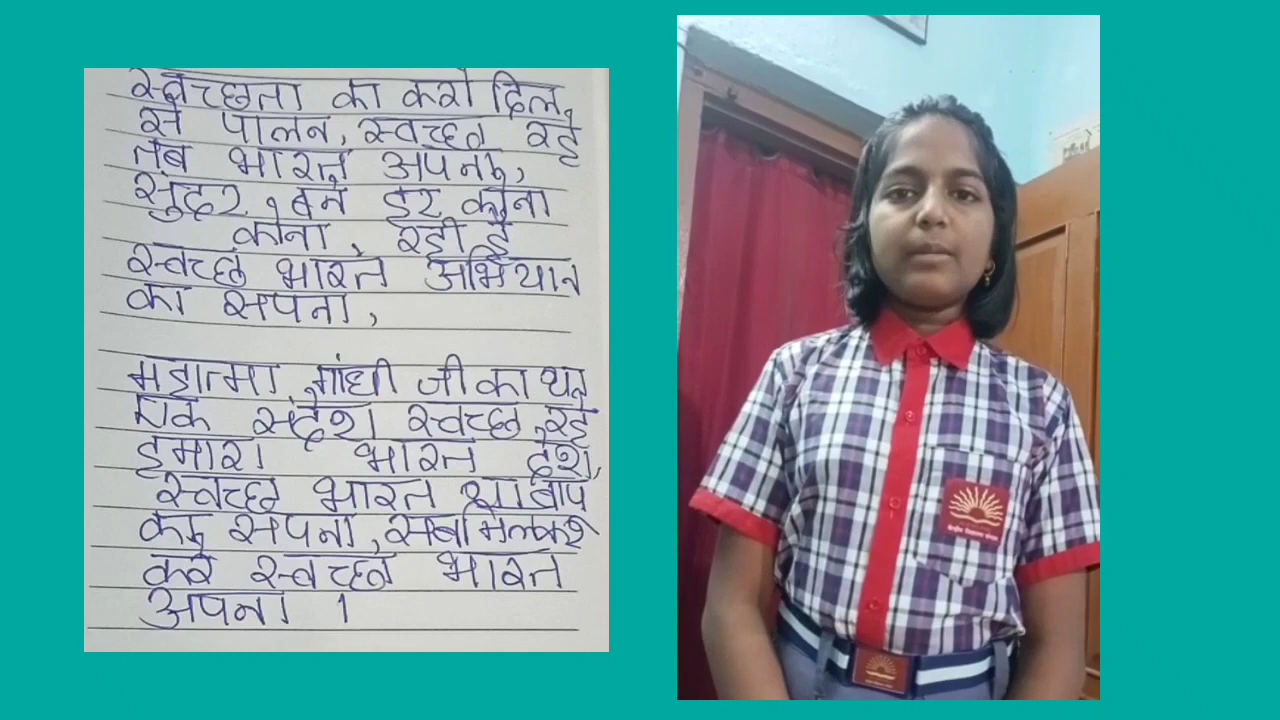 स्वच्छता का करो दिल
से पालन, स्वच्छ रहे
तब भारत अपना,
सुंदर बने हर कोना
कोना, रही है
स्वच्छ भारत अभियान
का सपना,
महात्मा गांधी जी का था
एक संदेश स्वच्छ रहे
हमारा भारत देश,
स्वच्छ भारत था बापू
का सपना, सब मिलकर
करे स्वच्छ भारत
अपना ।